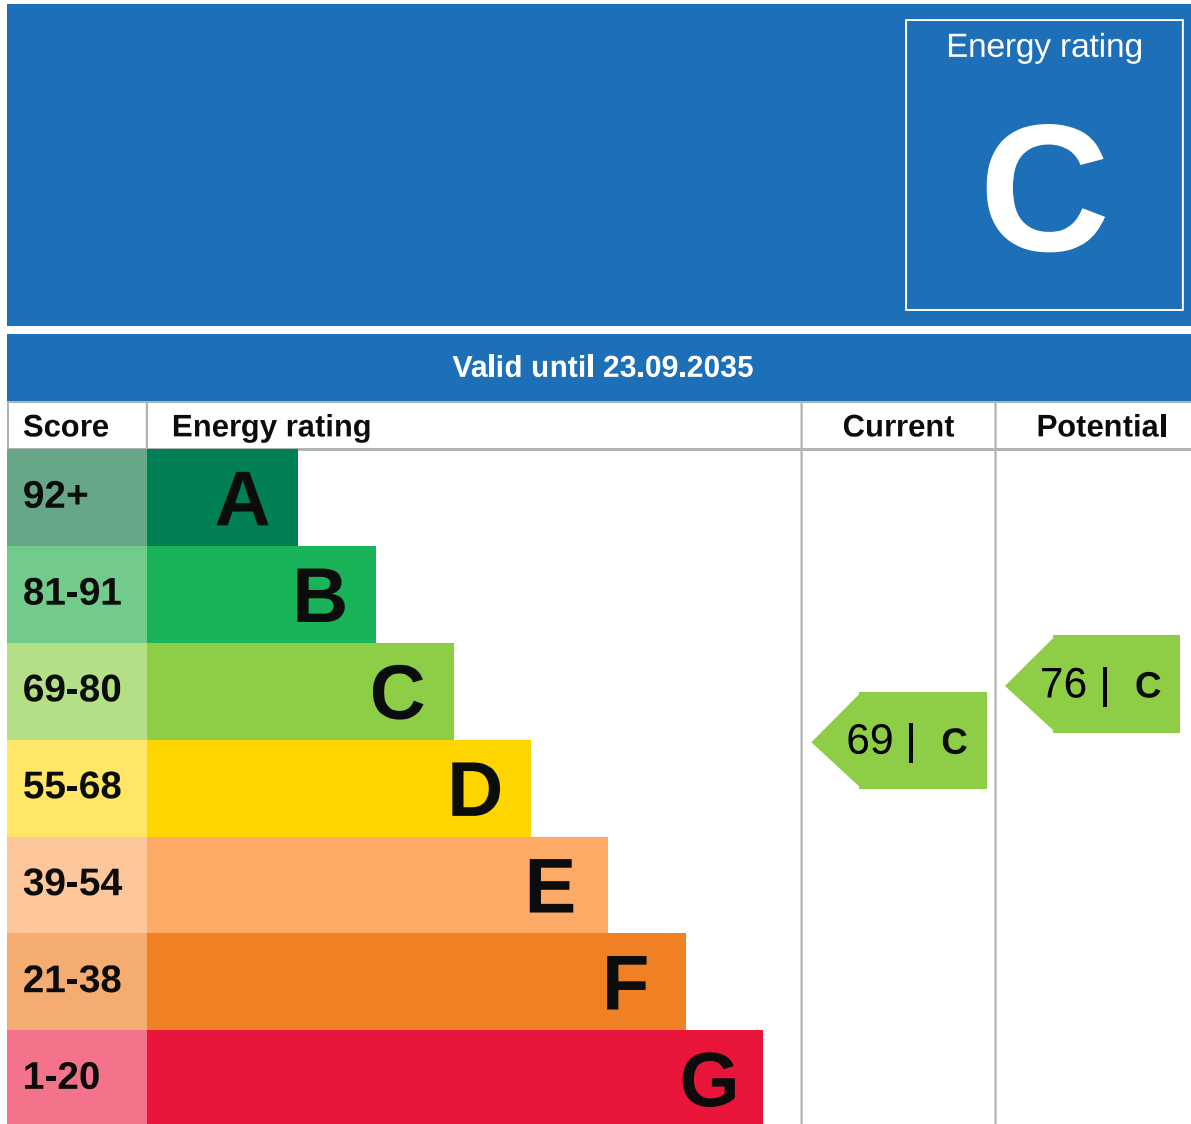 Energy rating
C
Valid until 23.09.2035
Score Energy rating Current Potential
92+ A
81-91 B
69-80 C
76 | C
69 | C
55-68 D
39-54 E
21-38 F
1-20 G